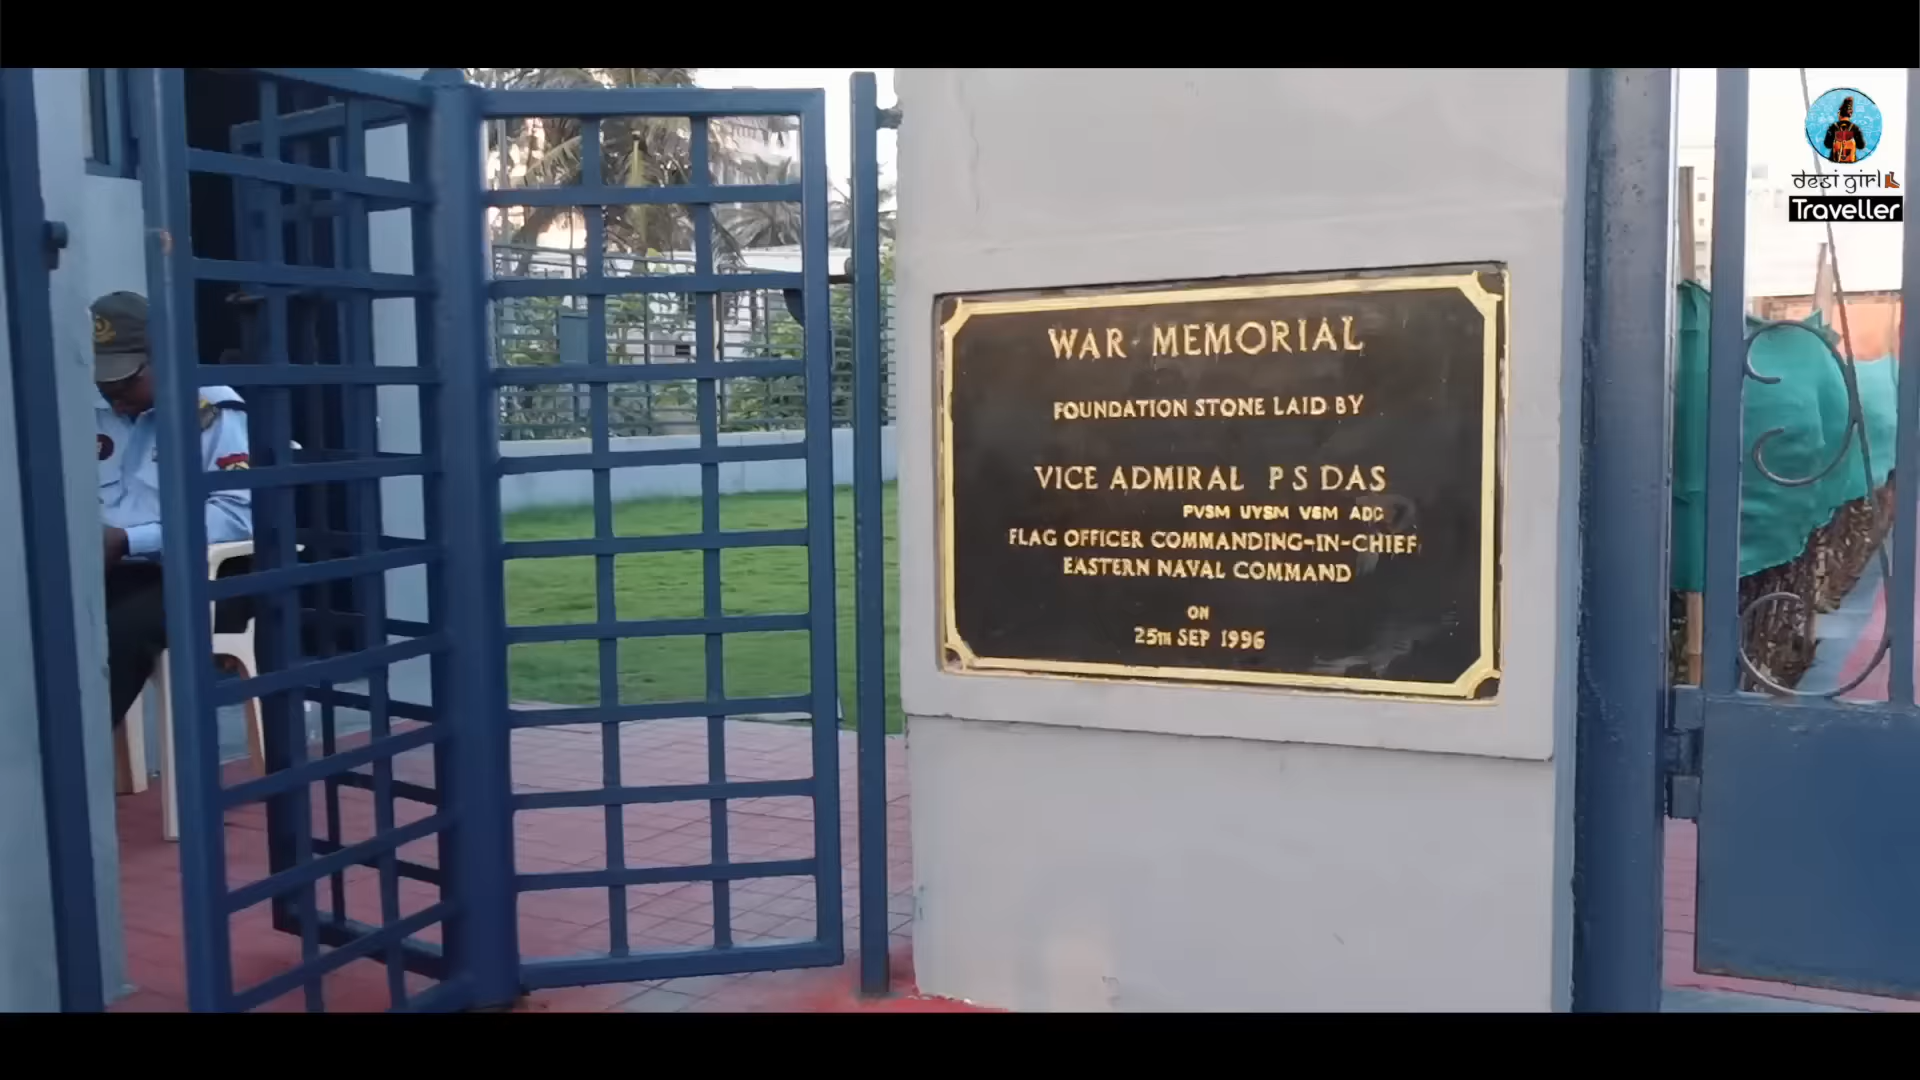 desi girl
Traveller
WAR MEMORIAL
FOUNDATION STONE LAID BY
VICE ADMIRAL P S DAS
PVSM UYSM VSM ADC
FLAG OFFICER COMMANDING-IN-CHIEF
EASTERN NAVAL COMMAND
ON
25TH SEP 1996